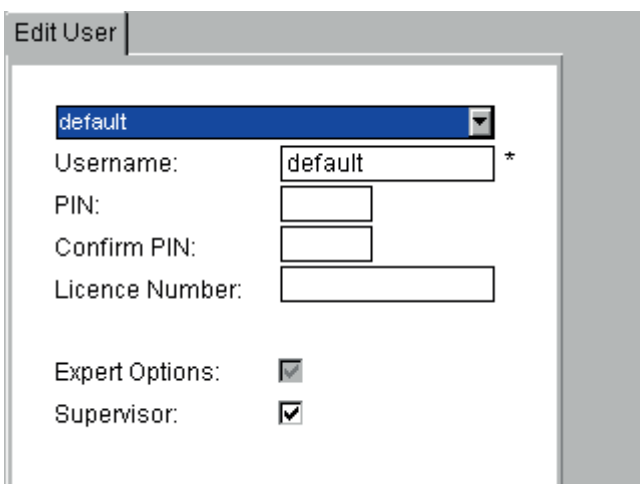 Edit User
default
Username: default *
PIN:
Confirm PIN:
Licence Number:
Expert Options:
Supervisor: